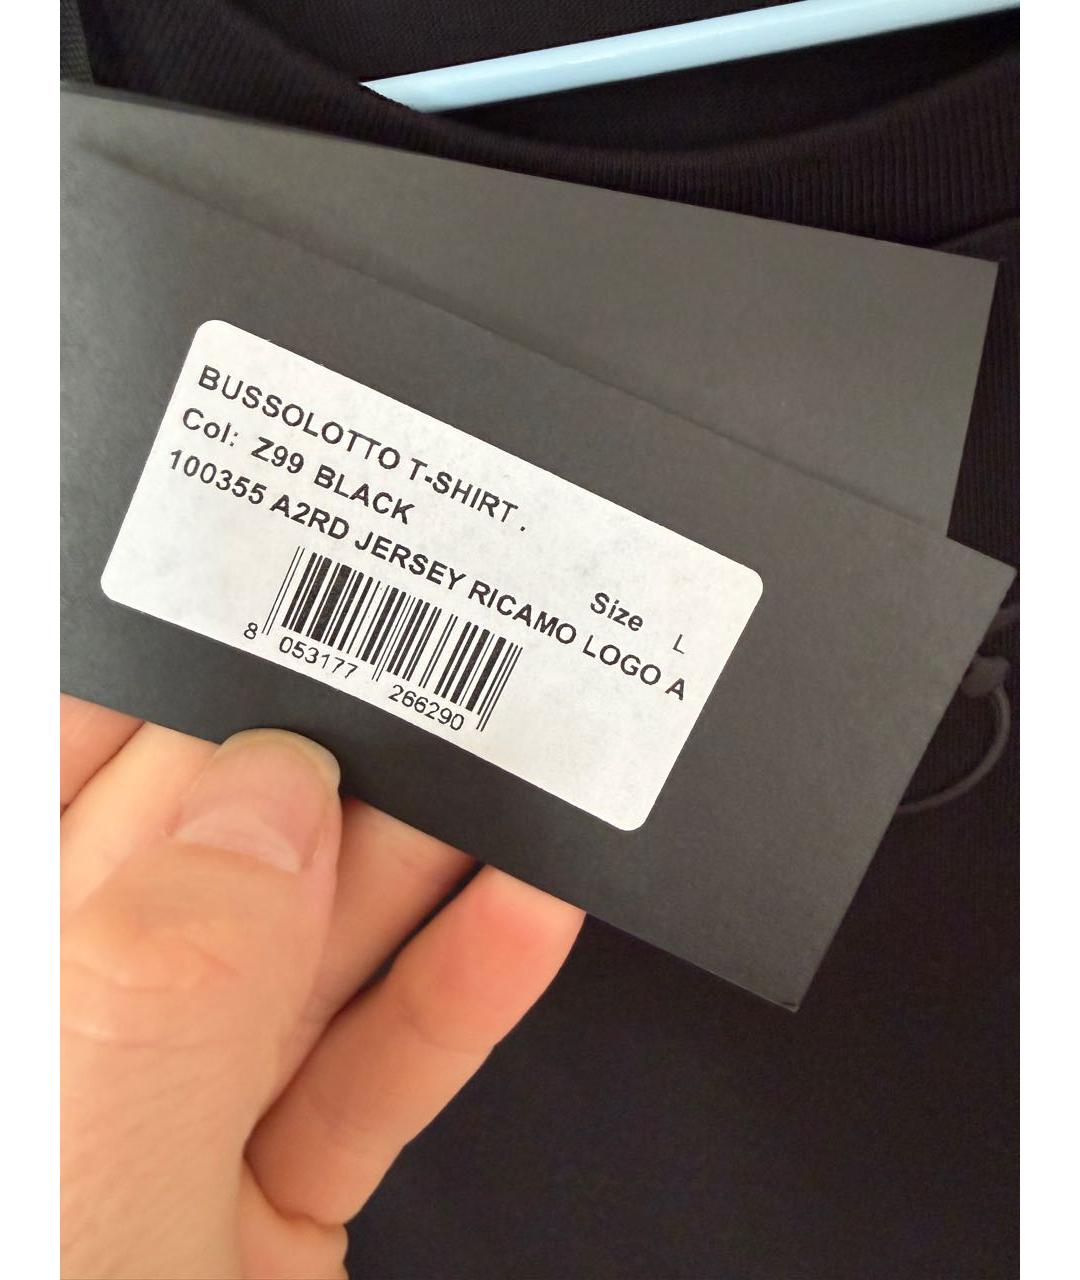 BUSSOLOTTO T-SHIRT .
Col: Z99 BLACK
Size L
100355 A2RD JERSEY RICAMO LOGO A
8 053177 266290